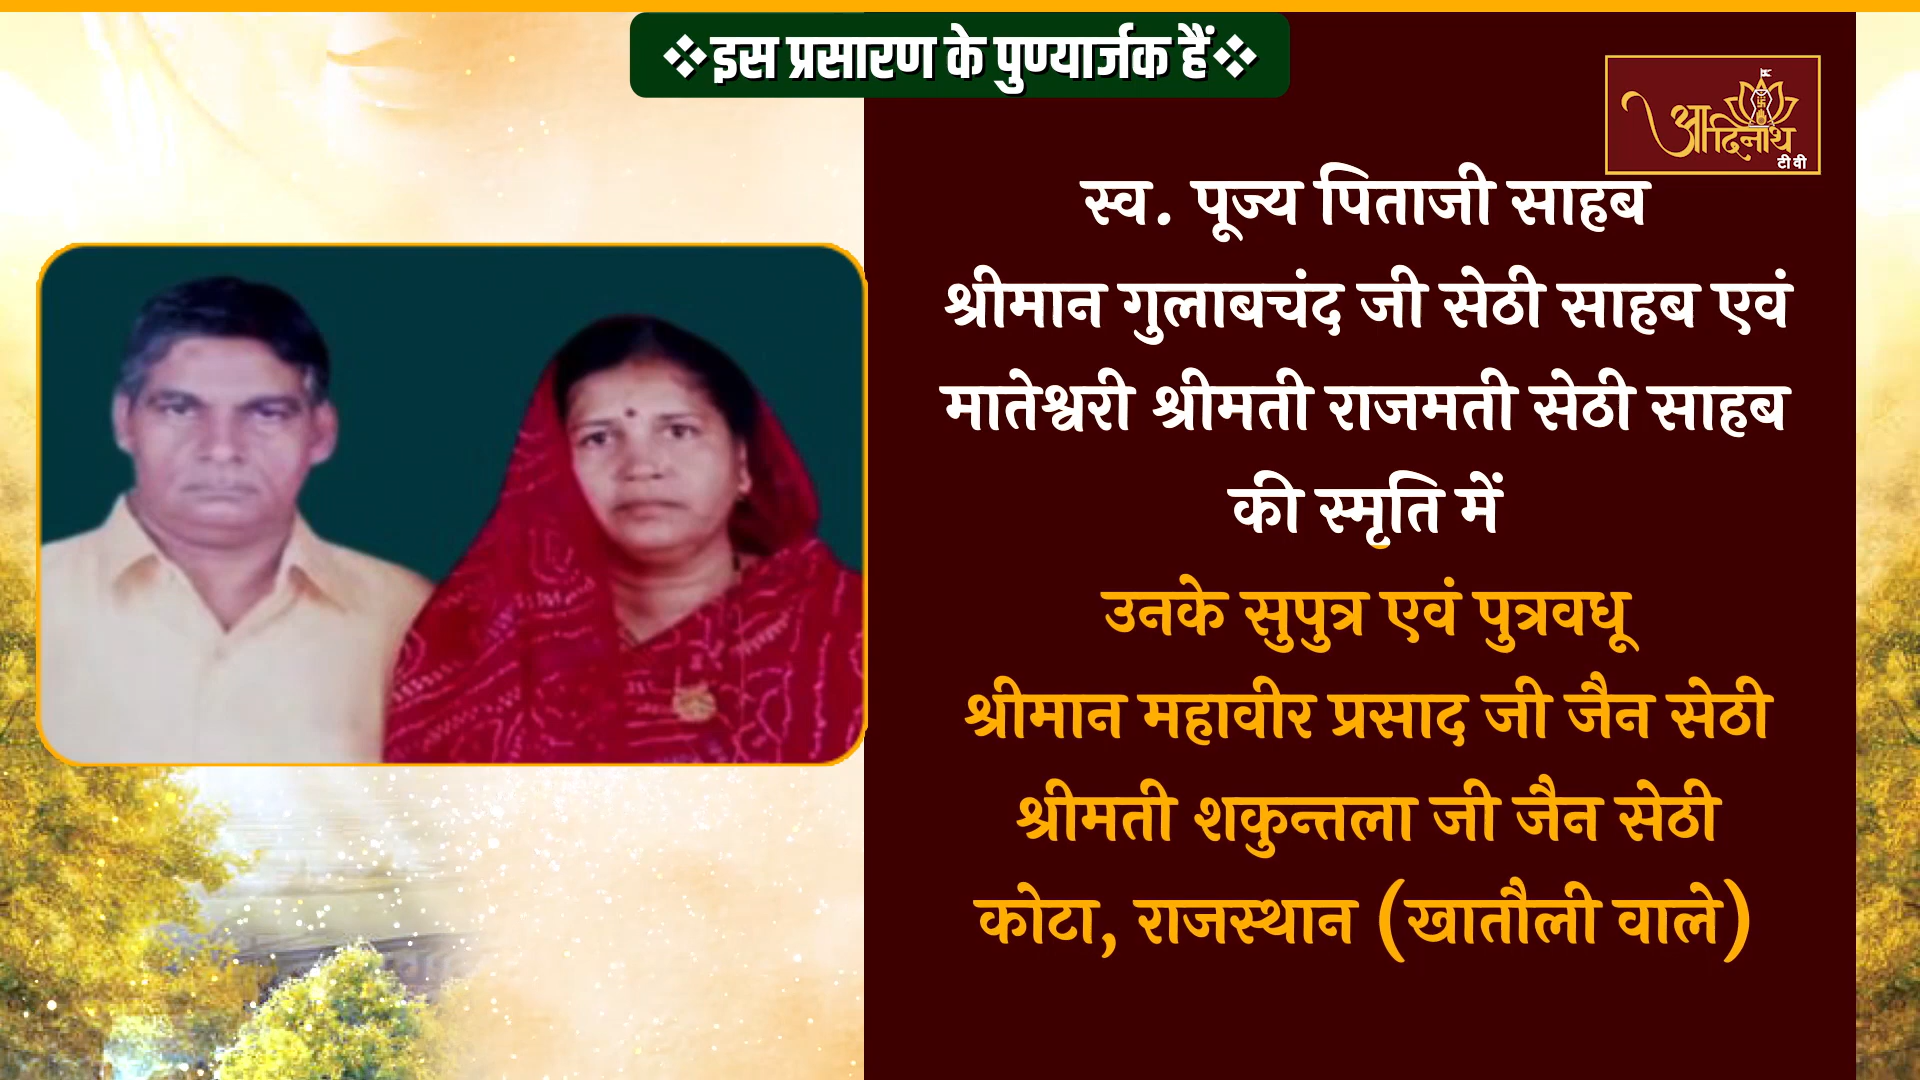 ❖इस प्रसारण के पुण्यार्जक हैं❖
आदिनाथ
टी वी
स्व. पूज्य पिताजी साहब
श्रीमान गुलाबचंद जी सेठी साहब एवं
मातेश्वरी श्रीमती राजमती सेठी साहब
की स्मृति में
उनके सुपुत्र एवं पुत्रवधू
श्रीमान महावीर प्रसाद जी जैन सेठी
श्रीमती शकुन्तला जी जैन सेठी
कोटा, राजस्थान (खातौली वाले)